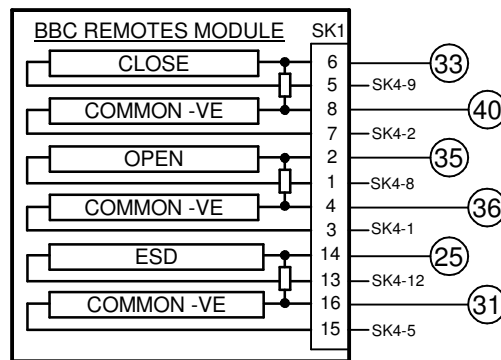 BBC REMOTES MODULE SK1
CLOSE 6 33
5 SK4-9
COMMON -VE 8 40
7 SK4-2
OPEN 2 35
1 SK4-8
COMMON -VE 4 36
3 SK4-1
ESD 14 25
13 SK4-12
COMMON -VE 16 31
15 SK4-5